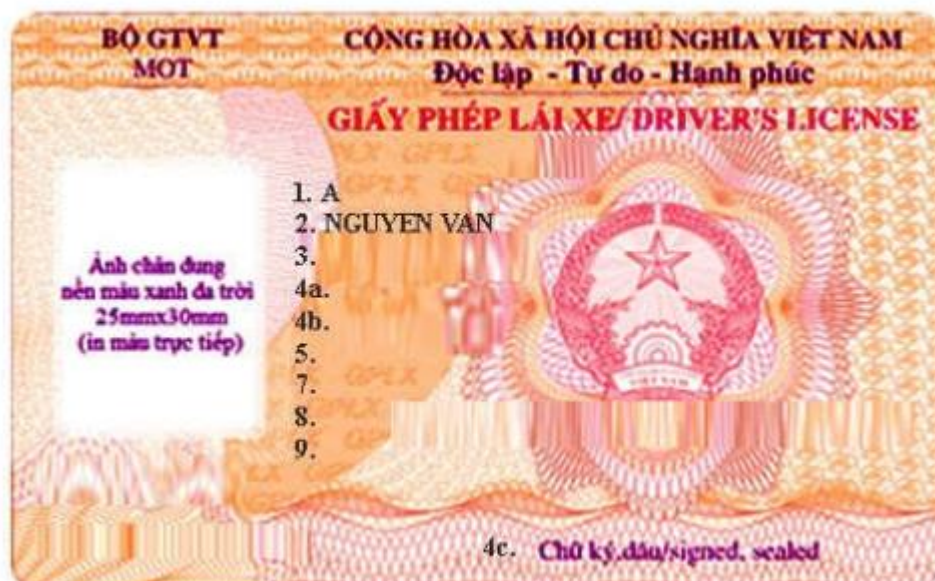 BỘ GTVT
MOT
CỘNG HÒA XÃ HỘI CHỦ NGHĨA VIỆT NAM
Độc lập - Tự do - Hạnh phúc
GIẤY PHÉP LÁI XE/ DRIVER'S LICENSE
Ảnh chân dung
nền màu xanh da trời
25mmx30mm
(in màu trực tiếp)
1. A
2. NGUYEN VAN
3.
4a.
4b.
5.
7.
8.
9.
VIỆT NAM
4c. Chữ ký,dấu/signed, sealed